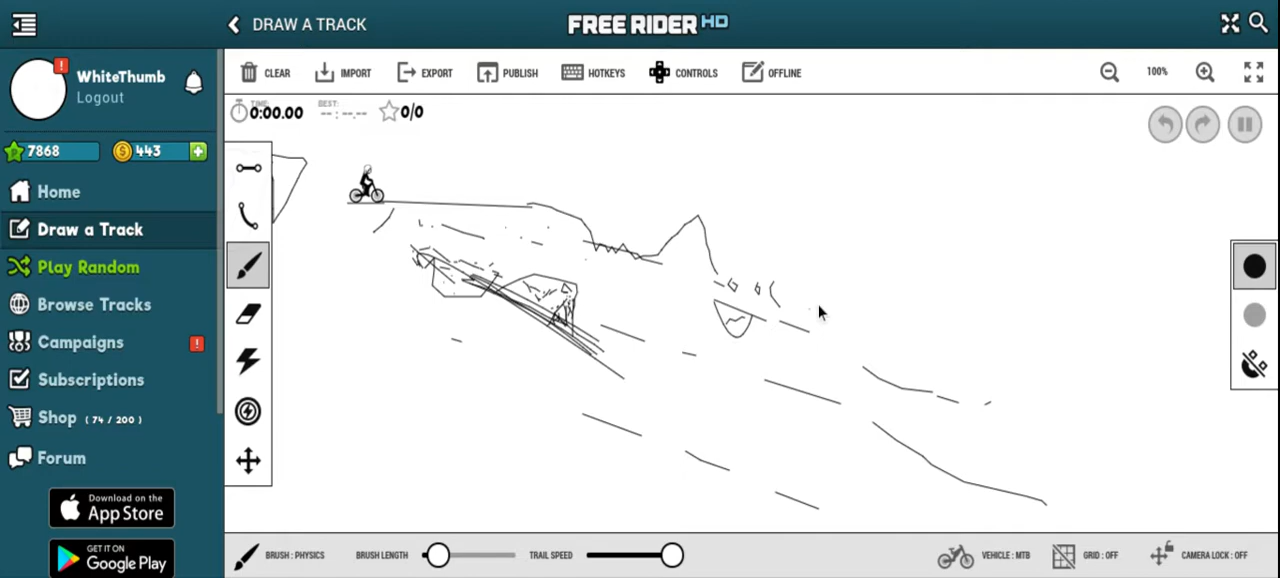 DRAW A TRACK
FREE RIDER HD
WhiteThumb
Logout
7868
443
Home
Draw a Track
Play Random
Browse Tracks
Campaigns
Subscriptions
Shop ( 74 / 200 )
Forum
Download on the
App Store
GET IT ON
Google Play
CLEAR
IMPORT
EXPORT
PUBLISH
HOTKEYS
CONTROLS
OFFLINE
100%
TIME:
0:00.00
BEST:
-- : --.--
0/0
BRUSH : PHYSICS
BRUSH LENGTH
TRAIL SPEED
VEHICLE : MTB
GRID : OFF
CAMERA LOCK : OFF